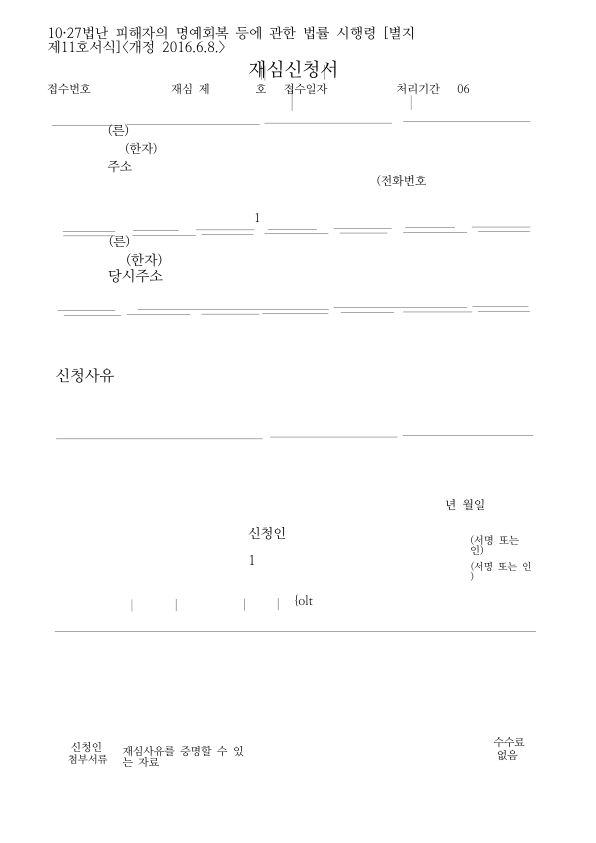 10·27법난 피해자의 명예회복 등에 관한 법률 시행령 [별지
제11호서식]<개정 2016.6.8.>
재심신청서
접수번호 재심 제 호 접수일자 처리기간 06
(른)
(한자)
주소
(전화번호
1
(른)
(한자)
당시주소
신청사유
년 월일
신청인
(서명 또는
인)
1
(서명 또는 인
)
{olt
신청인
첨부서류
재심사유를 증명할 수 있
는 자료
수수료
없음